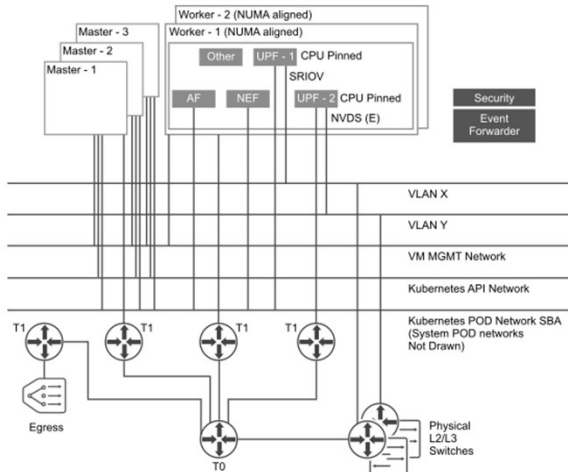 Worker - 2 (NUMA aligned)
Worker - 1 (NUMA aligned)
Master - 3
Master - 2
Master - 1
Other
UPF - 1
CPU Pinned
SRIOV
AF
NEF
UPF - 2
CPU Pinned
NVDS (E)
Security
Event
Forwarder
VLAN X
VLAN Y
VM MGMT Network
Kubernetes API Network
Kubernetes POD Network SBA
(System POD networks
Not Drawn)
T1
T1
T1
T1
Egress
T0
Physical
L2/L3
Switches